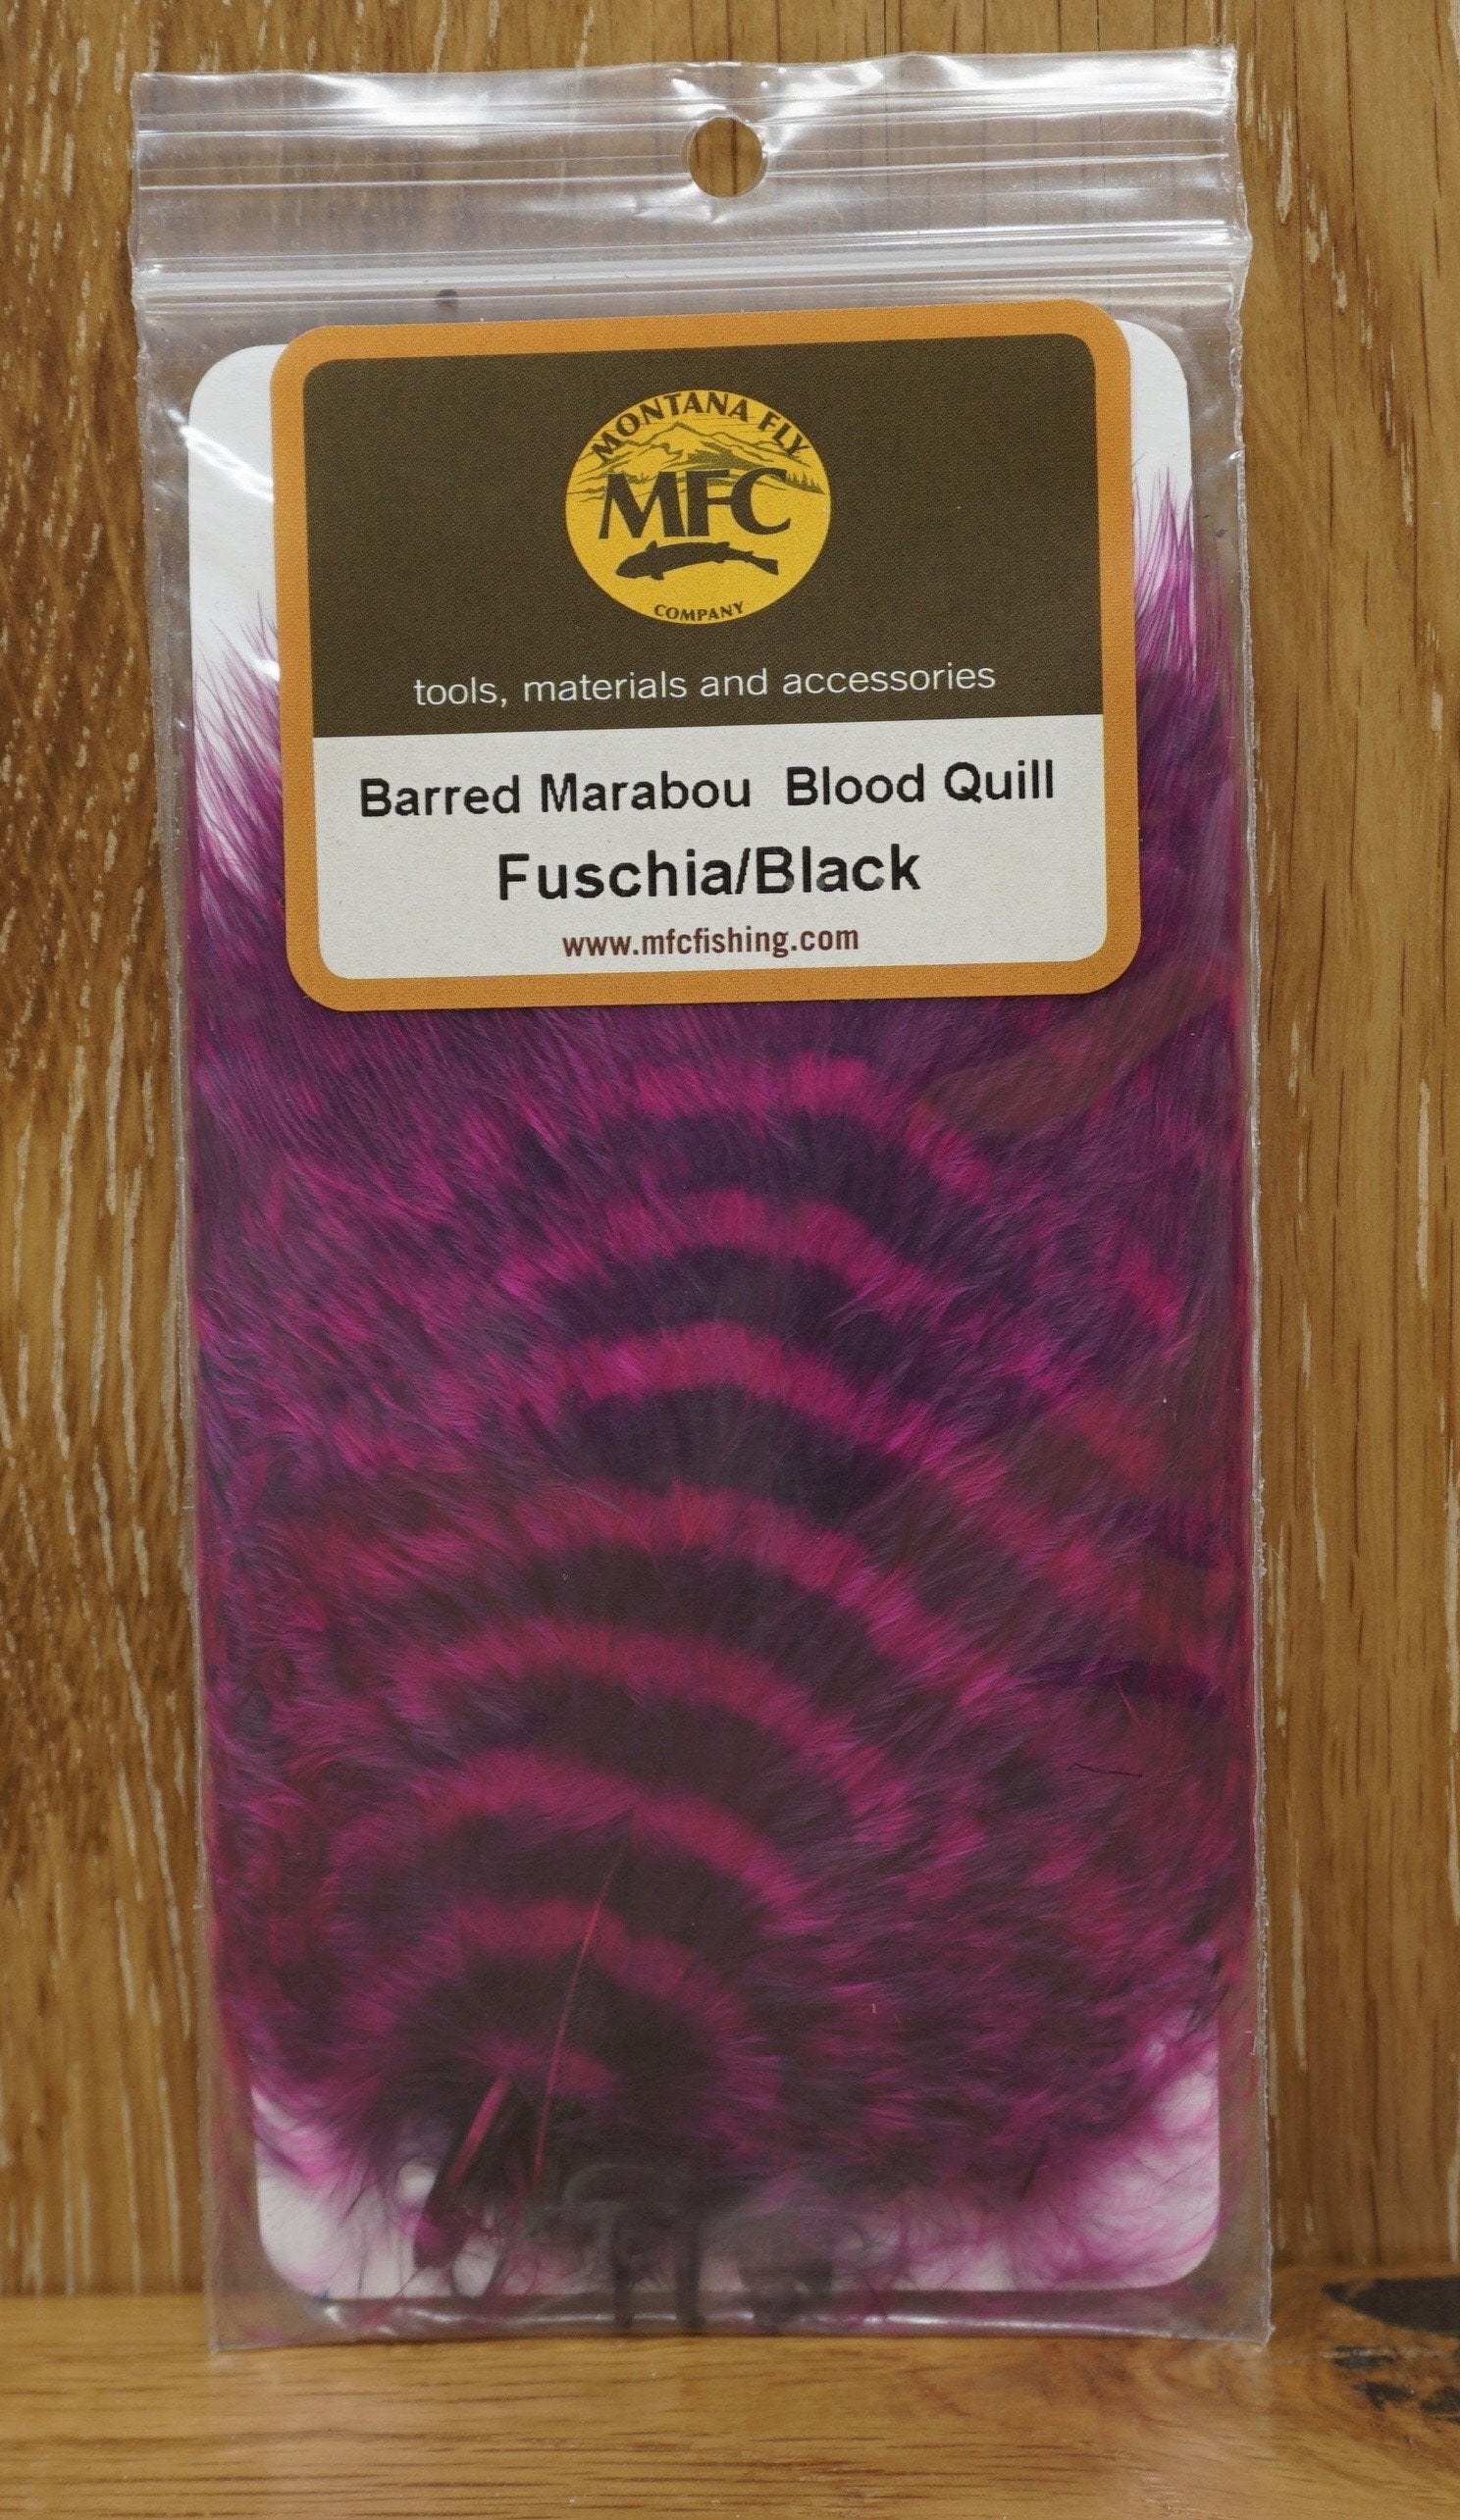 MONTANA FLY
MFC
COMPANY
tools, materials and accessories
Barred Marabou Blood Quill
Fuschia/Black
www.mfcfishing.com